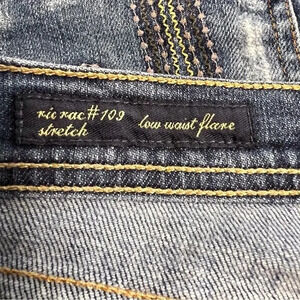 ric rac #109
stretch low waist flare